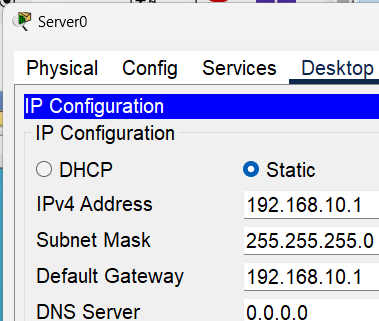 Server0
Physical Config Services Desktop
IP Configuration
IP Configuration
DHCP Static
IPv4 Address 192.168.10.1
Subnet Mask 255.255.255.0
Default Gateway 192.168.10.1
DNS Server 0.0.0.0